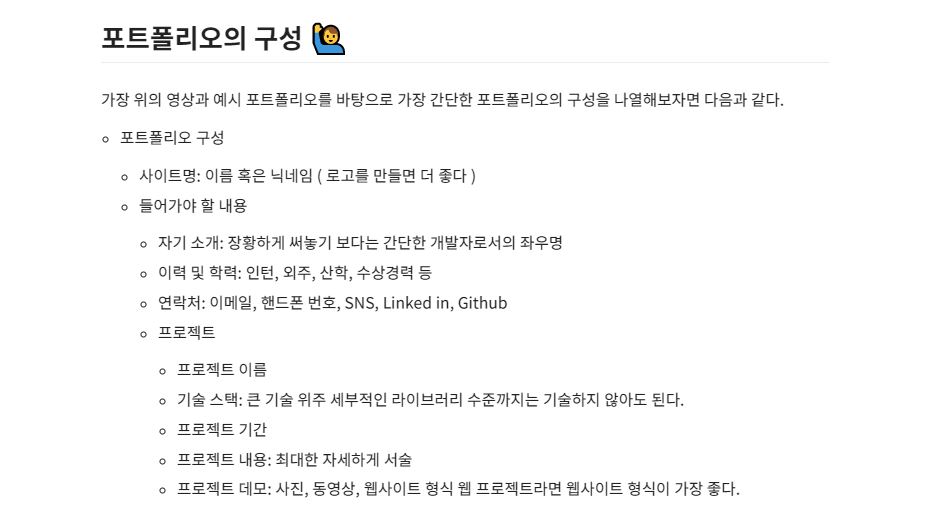 포트폴리오의 구성 🙋
가장 위의 영상과 예시 포트폴리오를 바탕으로 가장 간단한 포트폴리오의 구성을 나열해보자면 다음과 같다.
포트폴리오 구성
사이트명: 이름 혹은 닉네임 ( 로고를 만들면 더 좋다 )
들어가야 할 내용
자기 소개: 장황하게 써놓기 보다는 간단한 개발자로서의 좌우명
이력 및 학력: 인턴, 외주, 산학, 수상경력 등
연락처: 이메일, 핸드폰 번호, SNS, Linked in, Github
프로젝트
프로젝트 이름
기술 스택: 큰 기술 위주 세부적인 라이브러리 수준까지는 기술하지 않아도 된다.
프로젝트 기간
프로젝트 내용: 최대한 자세하게 서술
프로젝트 데모: 사진, 동영상, 웹사이트 형식 웹 프로젝트라면 웹사이트 형식이 가장 좋다.